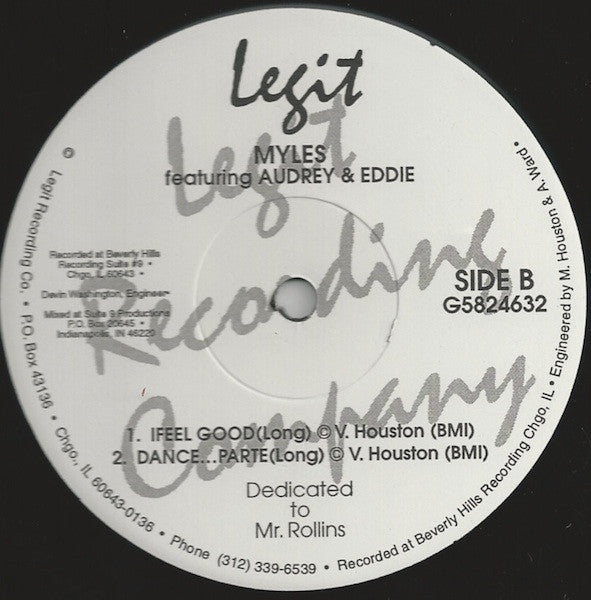 Legit
MYLES
featuring AUDREY & EDDIE
Legit
Recording
Company
Recorded at Beverly Hills
Recording Suite #9 •
Chgo, IL 60643 •
Devin Washington, Engineer
Mixed at Suite 9 Productions
P.O. Box 20645 •
Indianapolis, IN 46220
SIDE B
G5824632
1. IFEEL GOOD(Long) © V. Houston (BMI)
2. DANCE...PARTE(Long) © V. Houston (BMI)
Dedicated
to
Mr. Rollins
© Legit Recording Co. • P.O. Box 43136 • Chgo, IL 60643-0136 • Phone (312) 339-6539 • Recorded at Beverly Hills Recording Chgo, IL • Engineered by M. Houston & A. Ward •